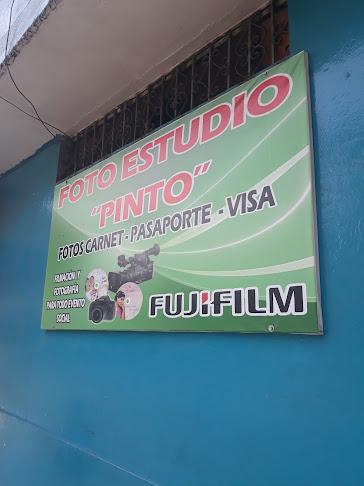 FOTO ESTUDIO
"PINTO"
FOTOS CARNET - PASAPORTE - VISA
FILMACION Y
FOTOGRAFIA
PARA TODO EVENTO
SOCIAL
FUJIFILM